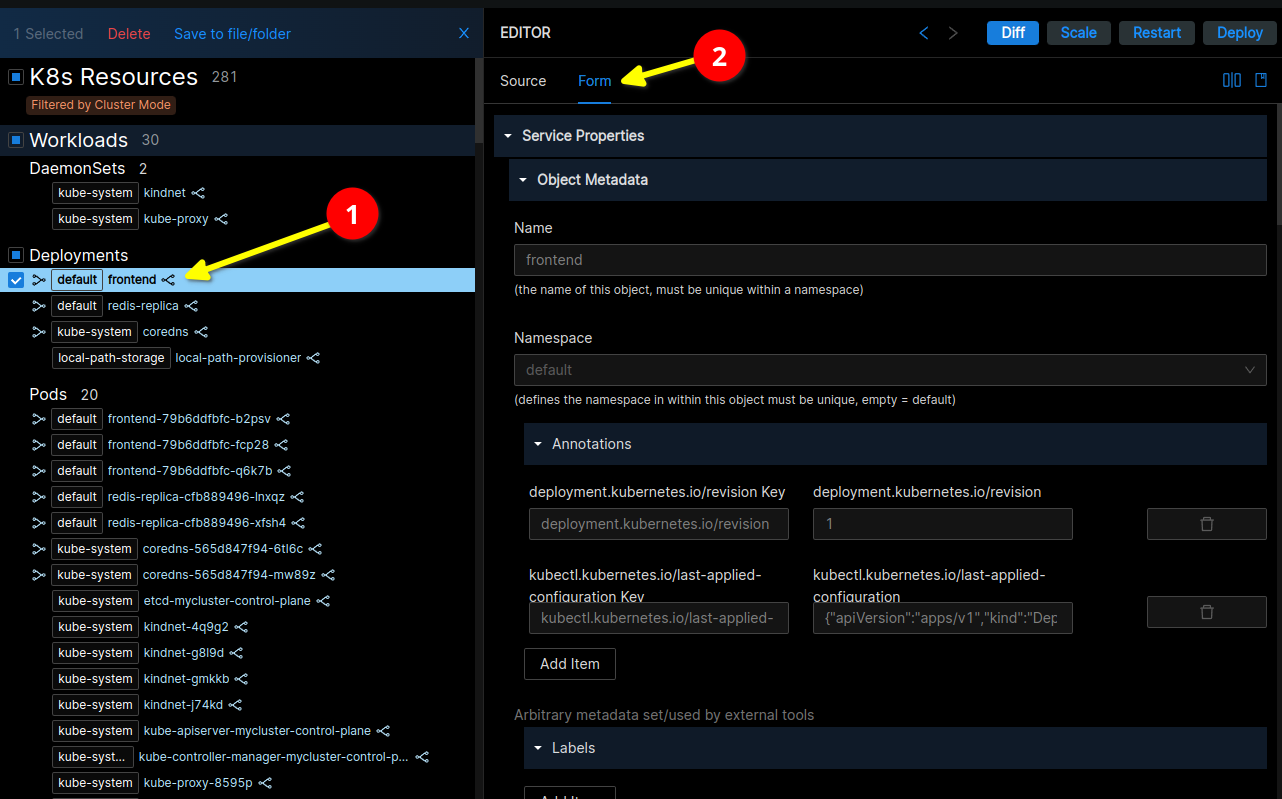 1 Selected Delete Save to file/folder
K8s Resources 281
Filtered by Cluster Mode
Workloads 30
DaemonSets 2
kube-system kindnet
kube-system kube-proxy
1
Deployments
default frontend
default redis-replica
kube-system coredns
local-path-storage local-path-provisioner
Pods 20
default frontend-79b6ddfbfc-b2psv
default frontend-79b6ddfbfc-fcp28
default frontend-79b6ddfbfc-q6k7b
default redis-replica-cfb889496-lnxqz
default redis-replica-cfb889496-xfsh4
kube-system coredns-565d847f94-6tl6c
kube-system coredns-565d847f94-mw89z
kube-system etcd-mycluster-control-plane
kube-system kindnet-4q9g2
kube-system kindnet-g8l9d
kube-system kindnet-gmkkb
kube-system kindnet-j74kd
kube-system kube-apiserver-mycluster-control-plane
kube-syst... kube-controller-manager-mycluster-control-p...
kube-system kube-proxy-8595p
EDITOR Diff Scale Restart Deploy
2
Source Form
Service Properties
Object Metadata
Name
frontend
(the name of this object, must be unique within a namespace)
Namespace
default
(defines the namespace in within this object must be unique, empty = default)
Annotations
deployment.kubernetes.io/revision Key deployment.kubernetes.io/revision
deployment.kubernetes.io/revision 1
kubectl.kubernetes.io/last-applied- kubectl.kubernetes.io/last-applied-
configuration Key configuration
kubectl.kubernetes.io/last-applied- {"apiVersion":"apps/v1","kind":"Dep
Add Item
Arbitrary metadata set/used by external tools
Labels
Add Item